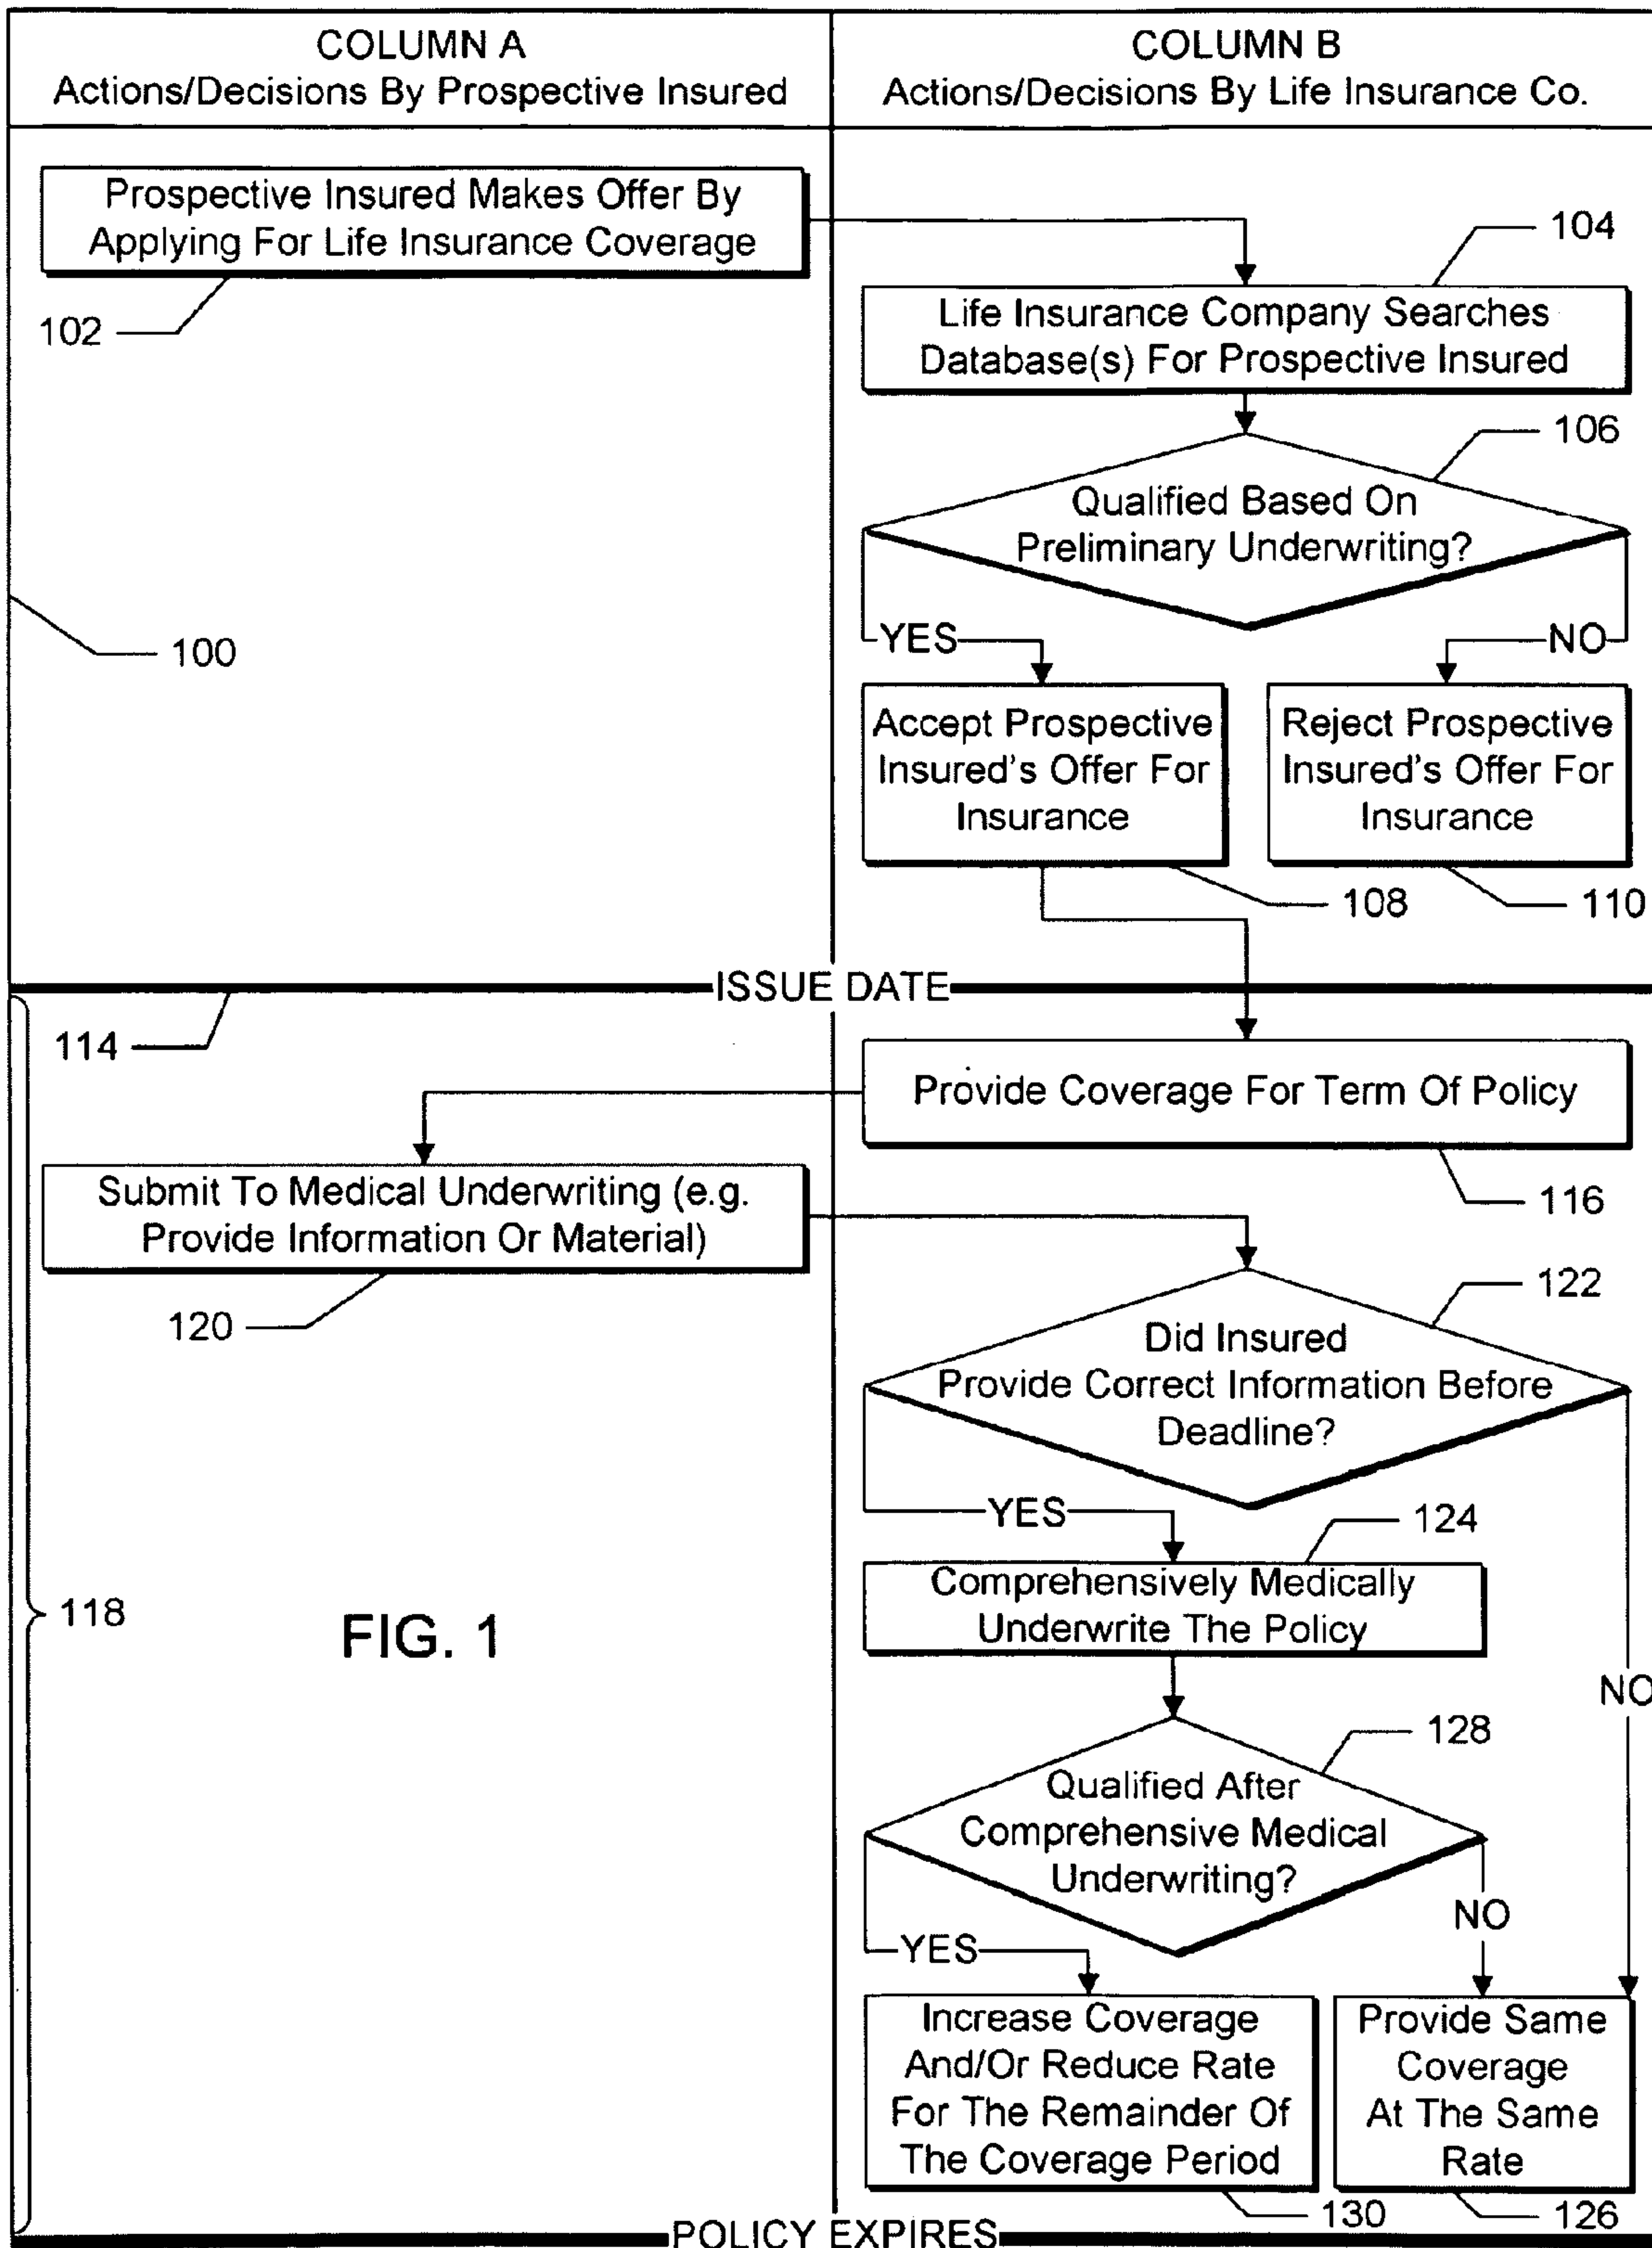 COLUMN A
Actions/Decisions By Prospective Insured
COLUMN B
Actions/Decisions By Life Insurance Co.
Prospective Insured Makes Offer By
Applying For Life Insurance Coverage
102
104
Life Insurance Company Searches
Database(s) For Prospective Insured
106
Qualified Based On
Preliminary Underwriting?
YES
NO
100
Accept Prospective
Insured's Offer For
Insurance
Reject Prospective
Insured's Offer For
Insurance
108
110
ISSUE DATE
114
Provide Coverage For Term Of Policy
116
Submit To Medical Underwriting (e.g.
Provide Information Or Material)
120
122
Did Insured
Provide Correct Information Before
Deadline?
YES
124
Comprehensively Medically
Underwrite The Policy
118
FIG. 1
NO
128
Qualified After
Comprehensive Medical
Underwriting?
NO
YES
Increase Coverage
And/Or Reduce Rate
For The Remainder Of
The Coverage Period
Provide Same
Coverage
At The Same
Rate
130
126
POLICY EXPIRES